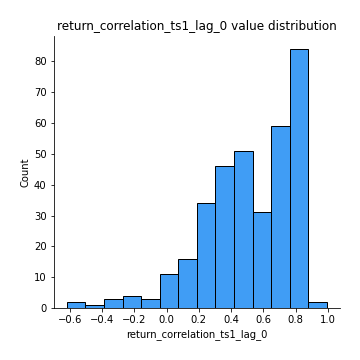 return_correlation_ts1_lag_0 value distribution
80
70
60
50
40
30
20
10
0
Count
−0.6 −0.4 −0.2 0.0 0.2 0.4 0.6 0.8 1.0
return_correlation_ts1_lag_0